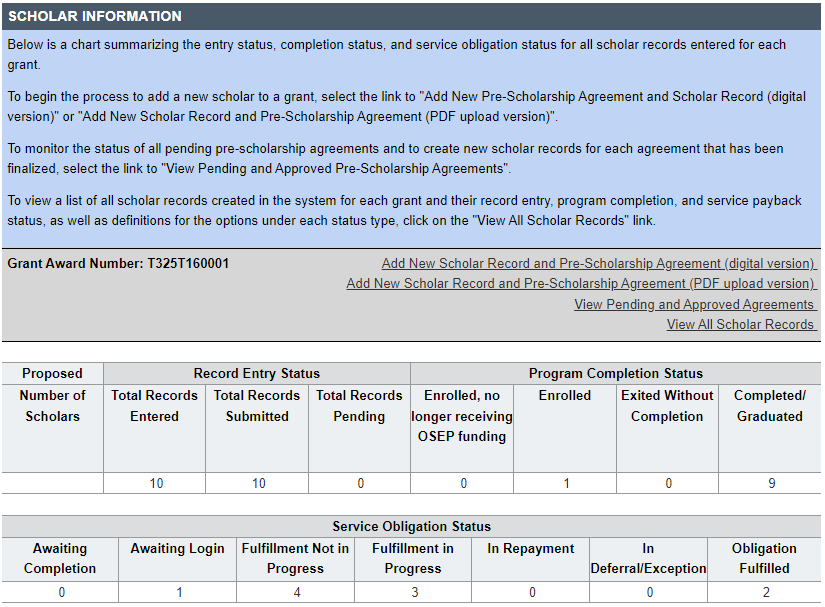 SCHOLAR INFORMATION
Below is a chart summarizing the entry status, completion status, and service obligation status for all scholar records entered for each
grant.
To begin the process to add a new scholar to a grant, select the link to "Add New Pre-Scholarship Agreement and Scholar Record (digital
version)" or "Add New Scholar Record and Pre-Scholarship Agreement (PDF upload version)".
To monitor the status of all pending pre-scholarship agreements and to create new scholar records for each agreement that has been
finalized, select the link to "View Pending and Approved Pre-Scholarship Agreements".
To view a list of all scholar records created in the system for each grant and their record entry, program completion, and service payback
status, as well as definitions for the options under each status type, click on the "View All Scholar Records" link.
Grant Award Number: T325T160001 Add New Scholar Record and Pre-Scholarship Agreement (digital version)
Add New Scholar Record and Pre-Scholarship Agreement (PDF upload version)
View Pending and Approved Agreements
View All Scholar Records
Proposed Record Entry Status Program Completion Status
Number of Total Records Total Records Total Records Enrolled, no Enrolled Exited Without Completed/
Scholars Entered Submitted Pending longer receiving Completion Graduated
OSEP funding
10 10 0 0 1 0 9
Service Obligation Status
Awaiting Awaiting Login Fulfillment Not in Fulfillment in In Repayment In Obligation
Completion Progress Progress Deferral/Exception Fulfilled
0 1 4 3 0 0 2